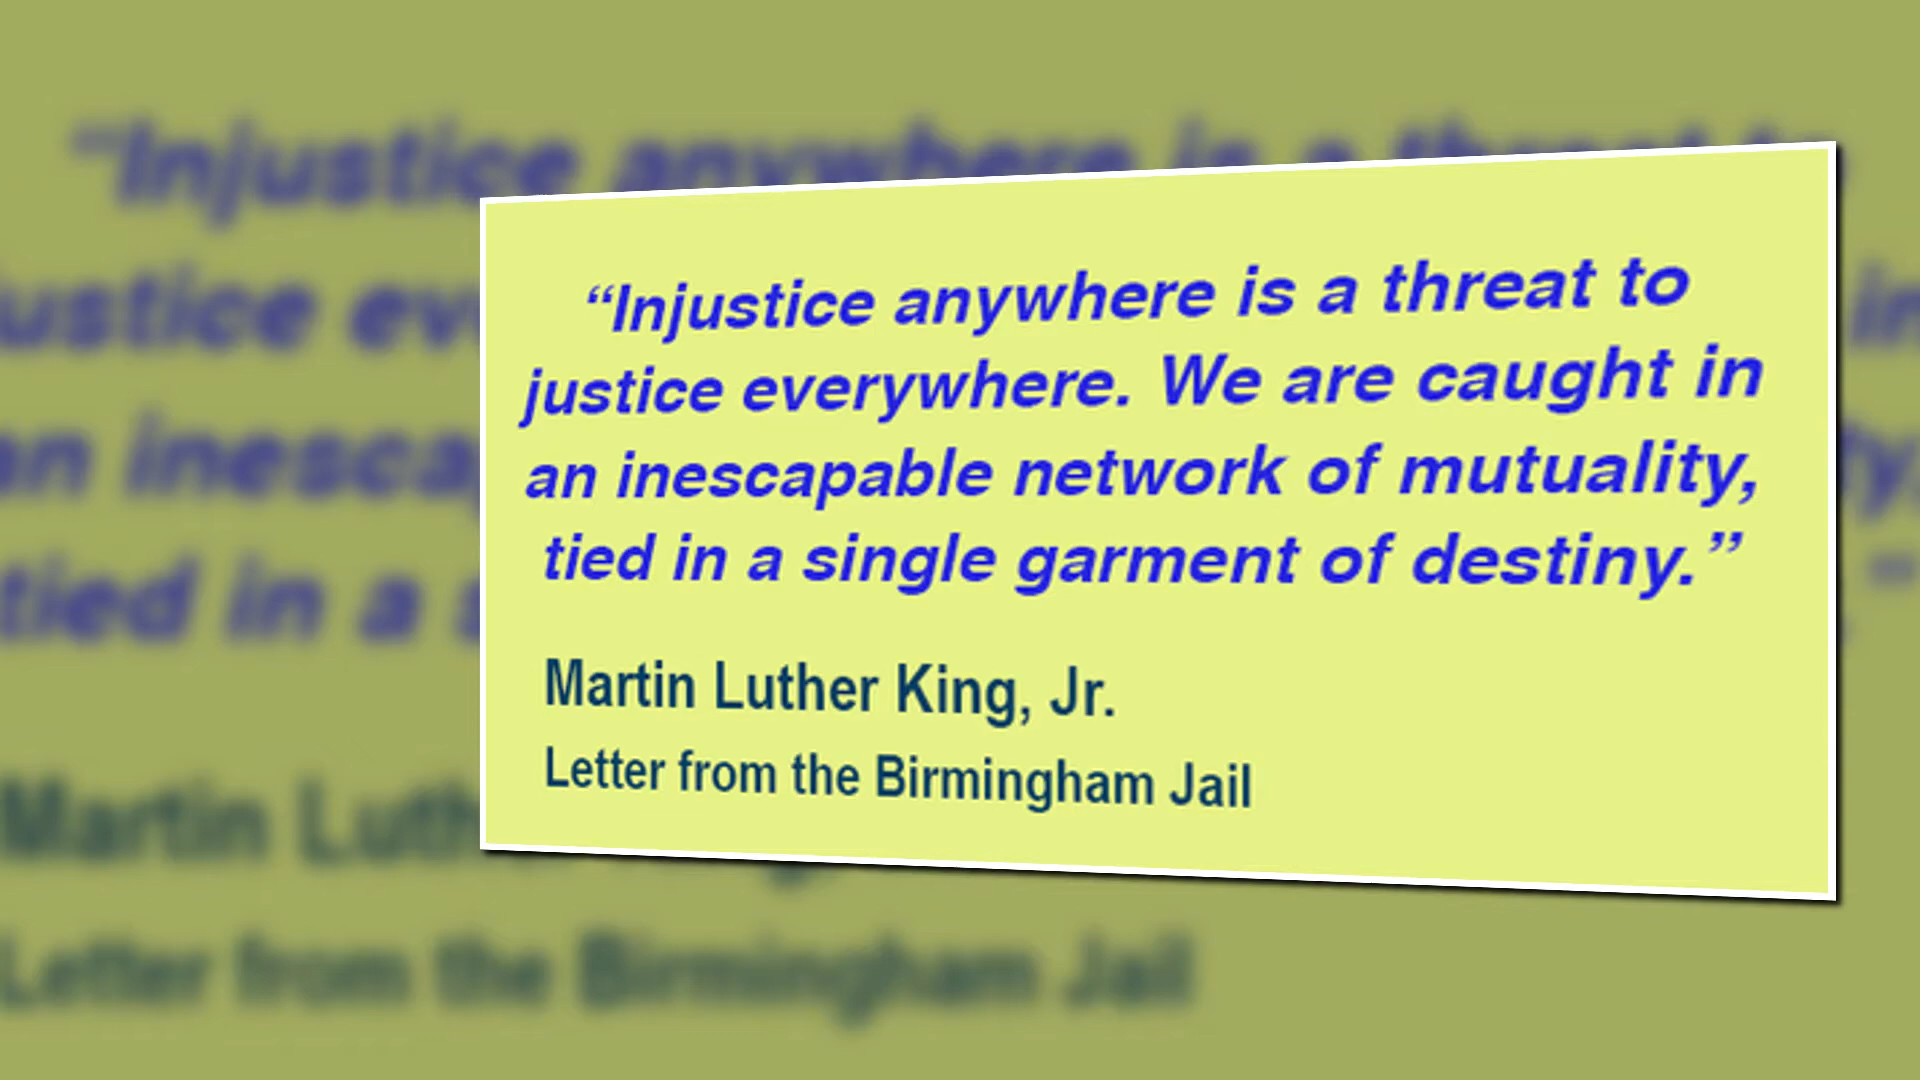 “Injustice anywhere is a threat to
justice everywhere. We are caught in
an inescapable network of mutuality,
tied in a single garment of destiny.”
Martin Luther King, Jr.
Letter from the Birmingham Jail